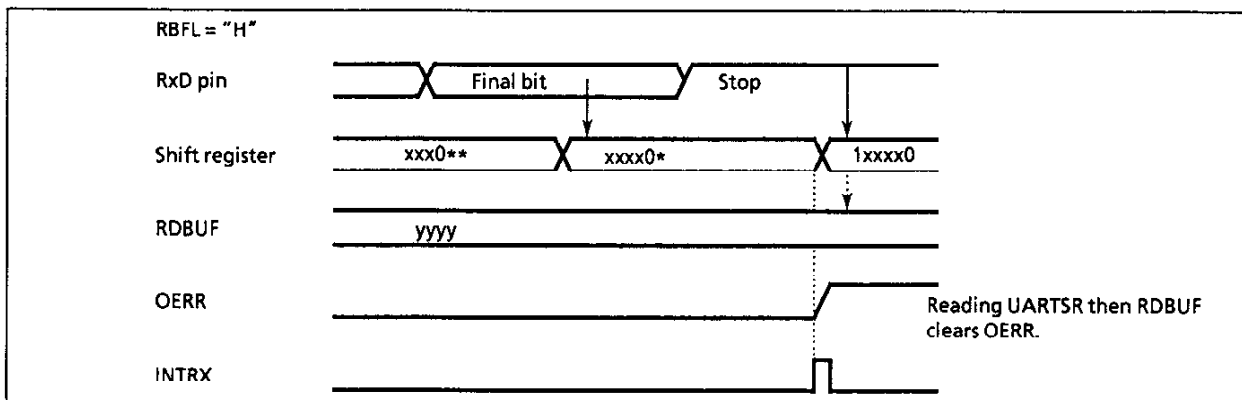 RBFL = "H"
RxD pin
Final bit
Stop
Shift register
xxx0**
xxxx0*
1xxxx0
RDBUF
yyyy
OERR
Reading UARTSR then RDBUF
clears OERR.
INTRX